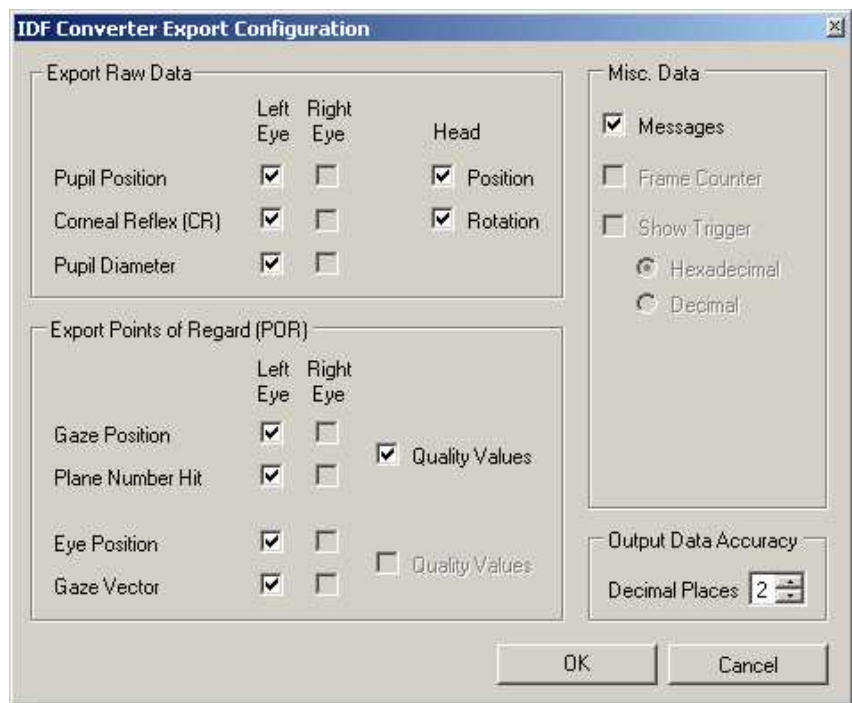 IDF Converter Export Configuration
Export Raw Data
Left Eye
Right Eye
Head
Pupil Position
Position
Corneal Reflex (CR)
Rotation
Pupil Diameter
Export Points of Regard (POR)
Left Eye
Right Eye
Gaze Position
Quality Values
Plane Number Hit
Eye Position
Quality Values
Gaze Vector
Misc. Data
Messages
Frame Counter
Show Trigger
Hexadecimal
Decimal
Output Data Accuracy
Decimal Places 2
OK
Cancel